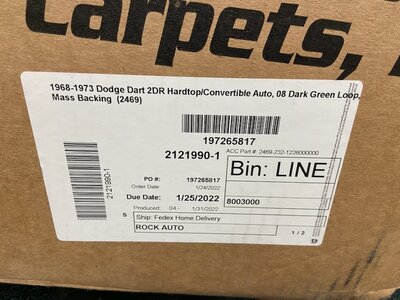 Carpets,
1968-1973 Dodge Dart 2DR Hardtop/Convertible Auto, 08 Dark Green Loop,
Mass Backing (2469)
197265817
2121990-1
ACC Part #: 2469-232-1226000000
Bin: LINE
PO #: 197265817
Order Date: 1/24/2022
Due Date: 1/25/2022
8003000
Produced: 04 - 1/31/2022
S
Ship: Fedex Home Delivery
1 / 2
ROCK AUTO
2121990-1